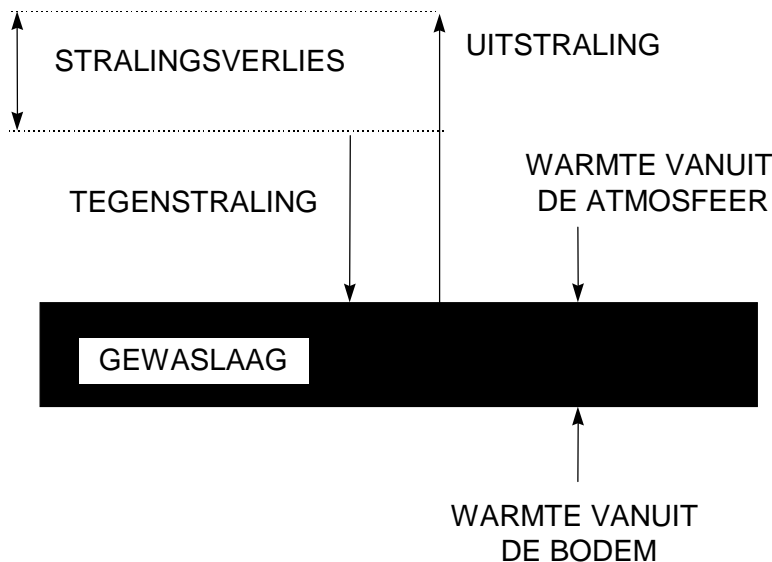 UITSTRALING
STRALINGSVERLIES
WARMTE VANUIT
DE ATMOSFEER
TEGENSTRALING
GEWASLAAG
WARMTE VANUIT
DE BODEM